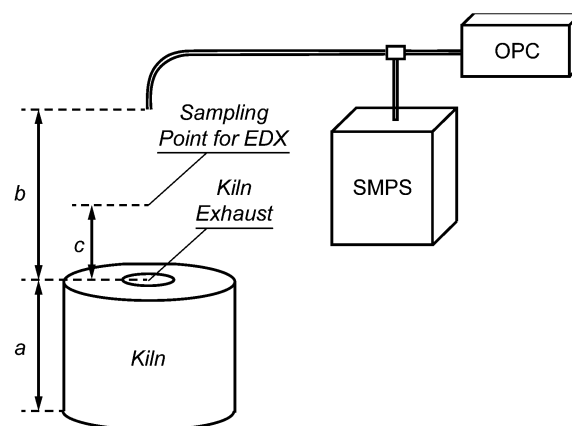 OPC
Sampling
Point for EDX
b
SMPS
Kiln
Exhaust
c
a
Kiln